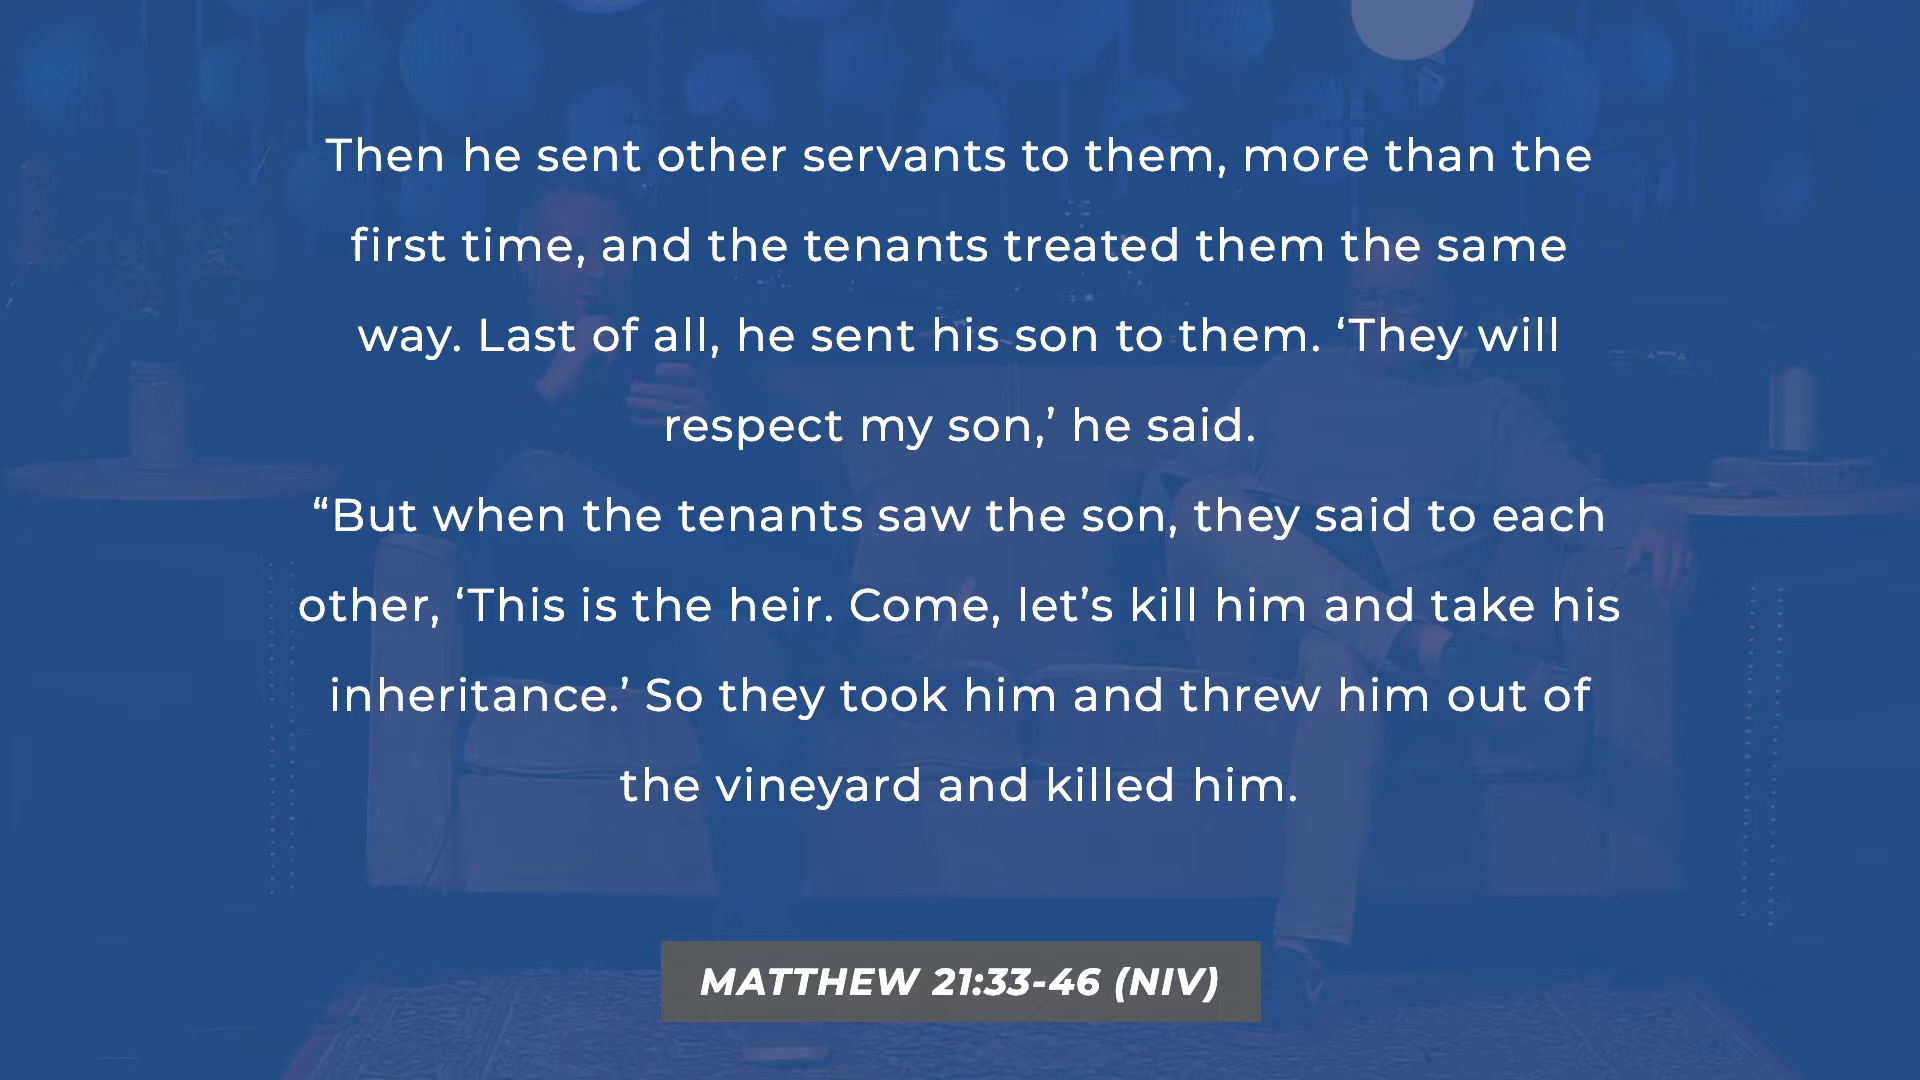 Then he sent other servants to them, more than the
first time, and the tenants treated them the same
way. Last of all, he sent his son to them. ‘They will
respect my son,’ he said.
“But when the tenants saw the son, they said to each
other, ‘This is the heir. Come, let’s kill him and take his
inheritance.’ So they took him and threw him out of
the vineyard and killed him.
MATTHEW 21:33-46 (NIV)